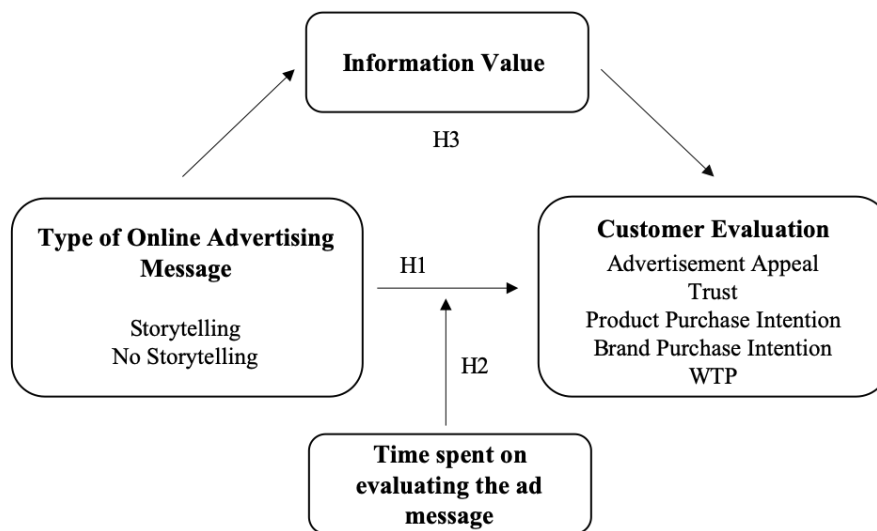 Information Value
H3
Type of Online Advertising
Message
Storytelling
No Storytelling
H1
Customer Evaluation
Advertisement Appeal
Trust
Product Purchase Intention
Brand Purchase Intention
WTP
H2
Time spent on
evaluating the ad
message